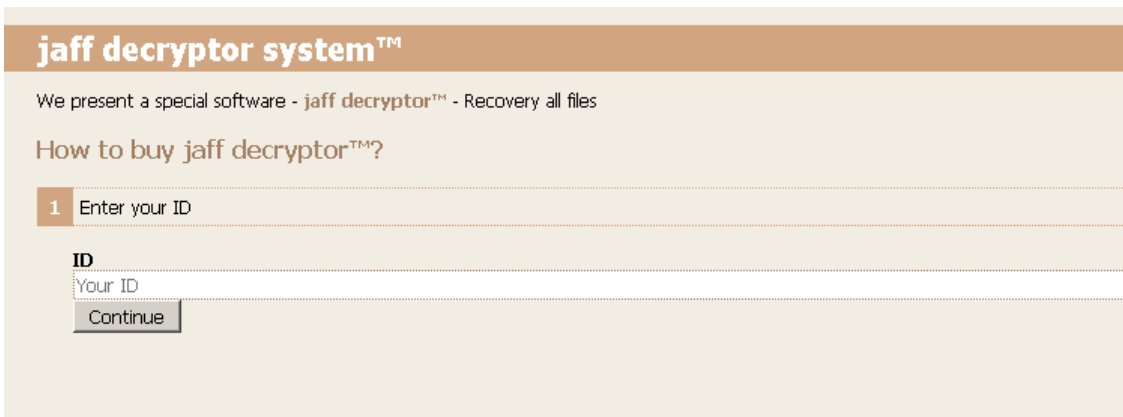 jaff decryptor system™
We present a special software - jaff decryptor™ - Recovery all files
How to buy jaff decryptor™?
1 Enter your ID
ID
Your ID
Continue